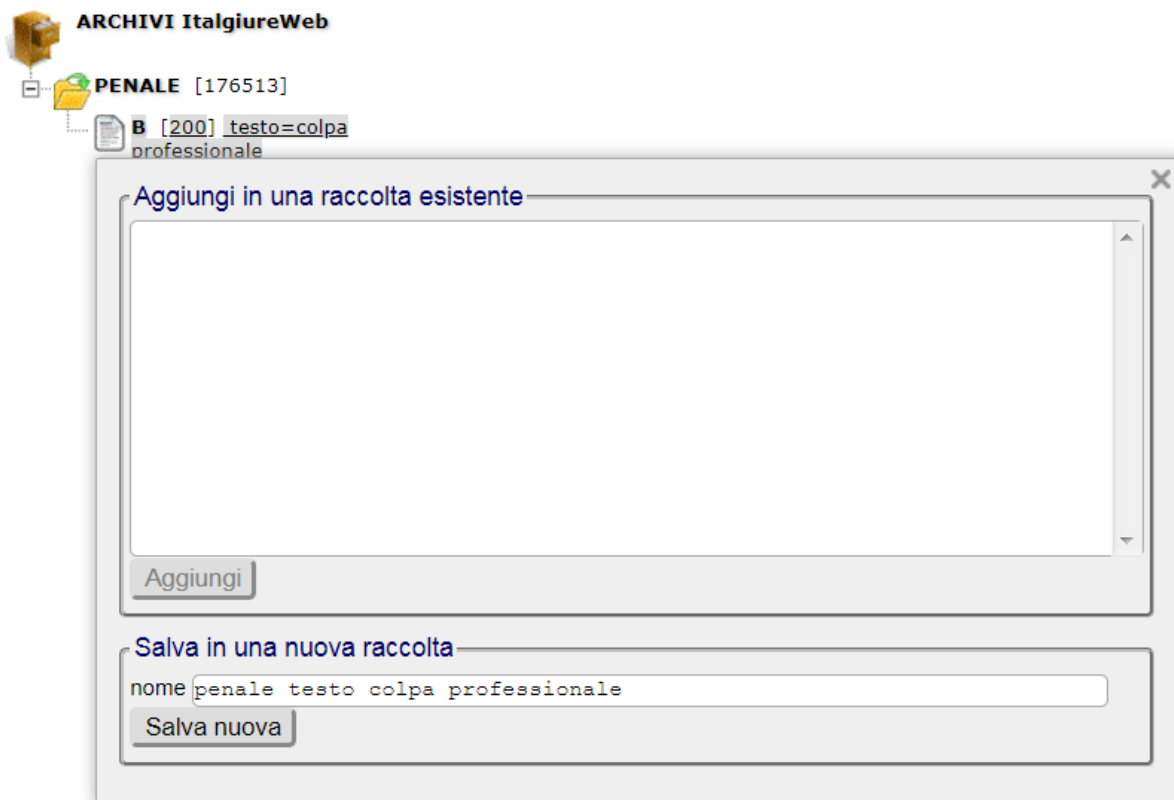 ARCHIVI ItalgiureWeb
PENALE [176513]
B [200] testo=colpa
professionale
Aggiungi in una raccolta esistente
Aggiungi
Salva in una nuova raccolta
nome penale testo colpa professionale
Salva nuova